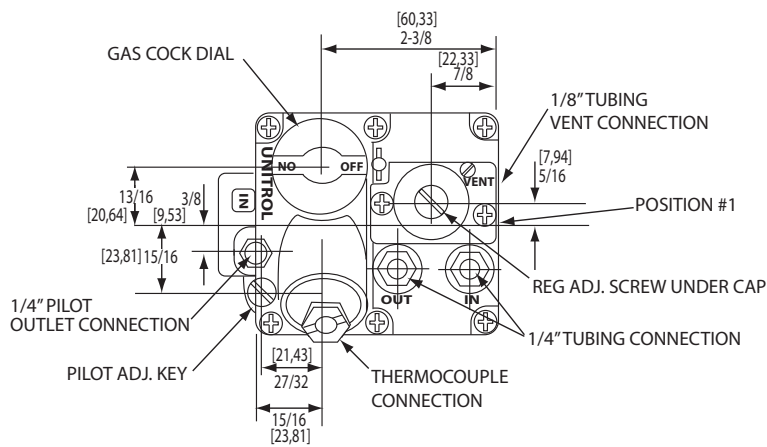 [60,33]
2-3/8
GAS COCK DIAL
[22,33]
7/8
1/8" TUBING
VENT CONNECTION
UNITROL
NO
OFF
VENT
[7,94]
5/16
13/16
[20,64]
3/8
[9,53]
IN
POSITION #1
[23,81] 15/16
REG ADJ. SCREW UNDER CAP
OUT
IN
1/4" PILOT
OUTLET CONNECTION
1/4" TUBING CONNECTION
PILOT ADJ. KEY
[21,43]
27/32
THERMOCOUPLE
CONNECTION
15/16
[23,81]